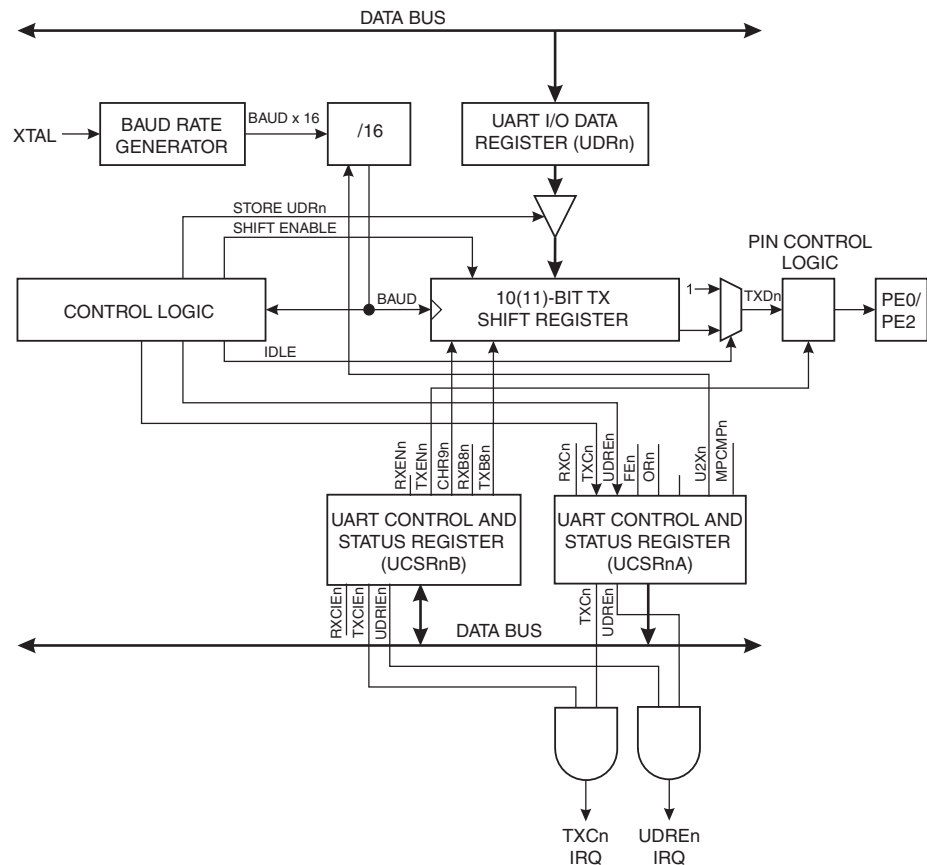 DATA BUS
XTAL
BAUD RATE
GENERATOR
BAUD x 16
/16
UART I/O DATA
REGISTER (UDRn)
STORE UDRn
SHIFT ENABLE
PIN CONTROL
LOGIC
CONTROL LOGIC
BAUD
10(11)-BIT TX
SHIFT REGISTER
1
TXDn
PE0/
PE2
IDLE
RXENn
TXENn
CHR9n
RXB8n
TXB8n
RXCn
TXCn
UDREn
FEn
ORn
U2Xn
MPCMPn
UART CONTROL AND
STATUS REGISTER
(UCSRnB)
UART CONTROL AND
STATUS REGISTER
(UCSRnA)
RXCIEn
TXCIEn
UDRIEn
TXCn
UDREn
DATA BUS
TXCn
IRQ
UDREn
IRQ